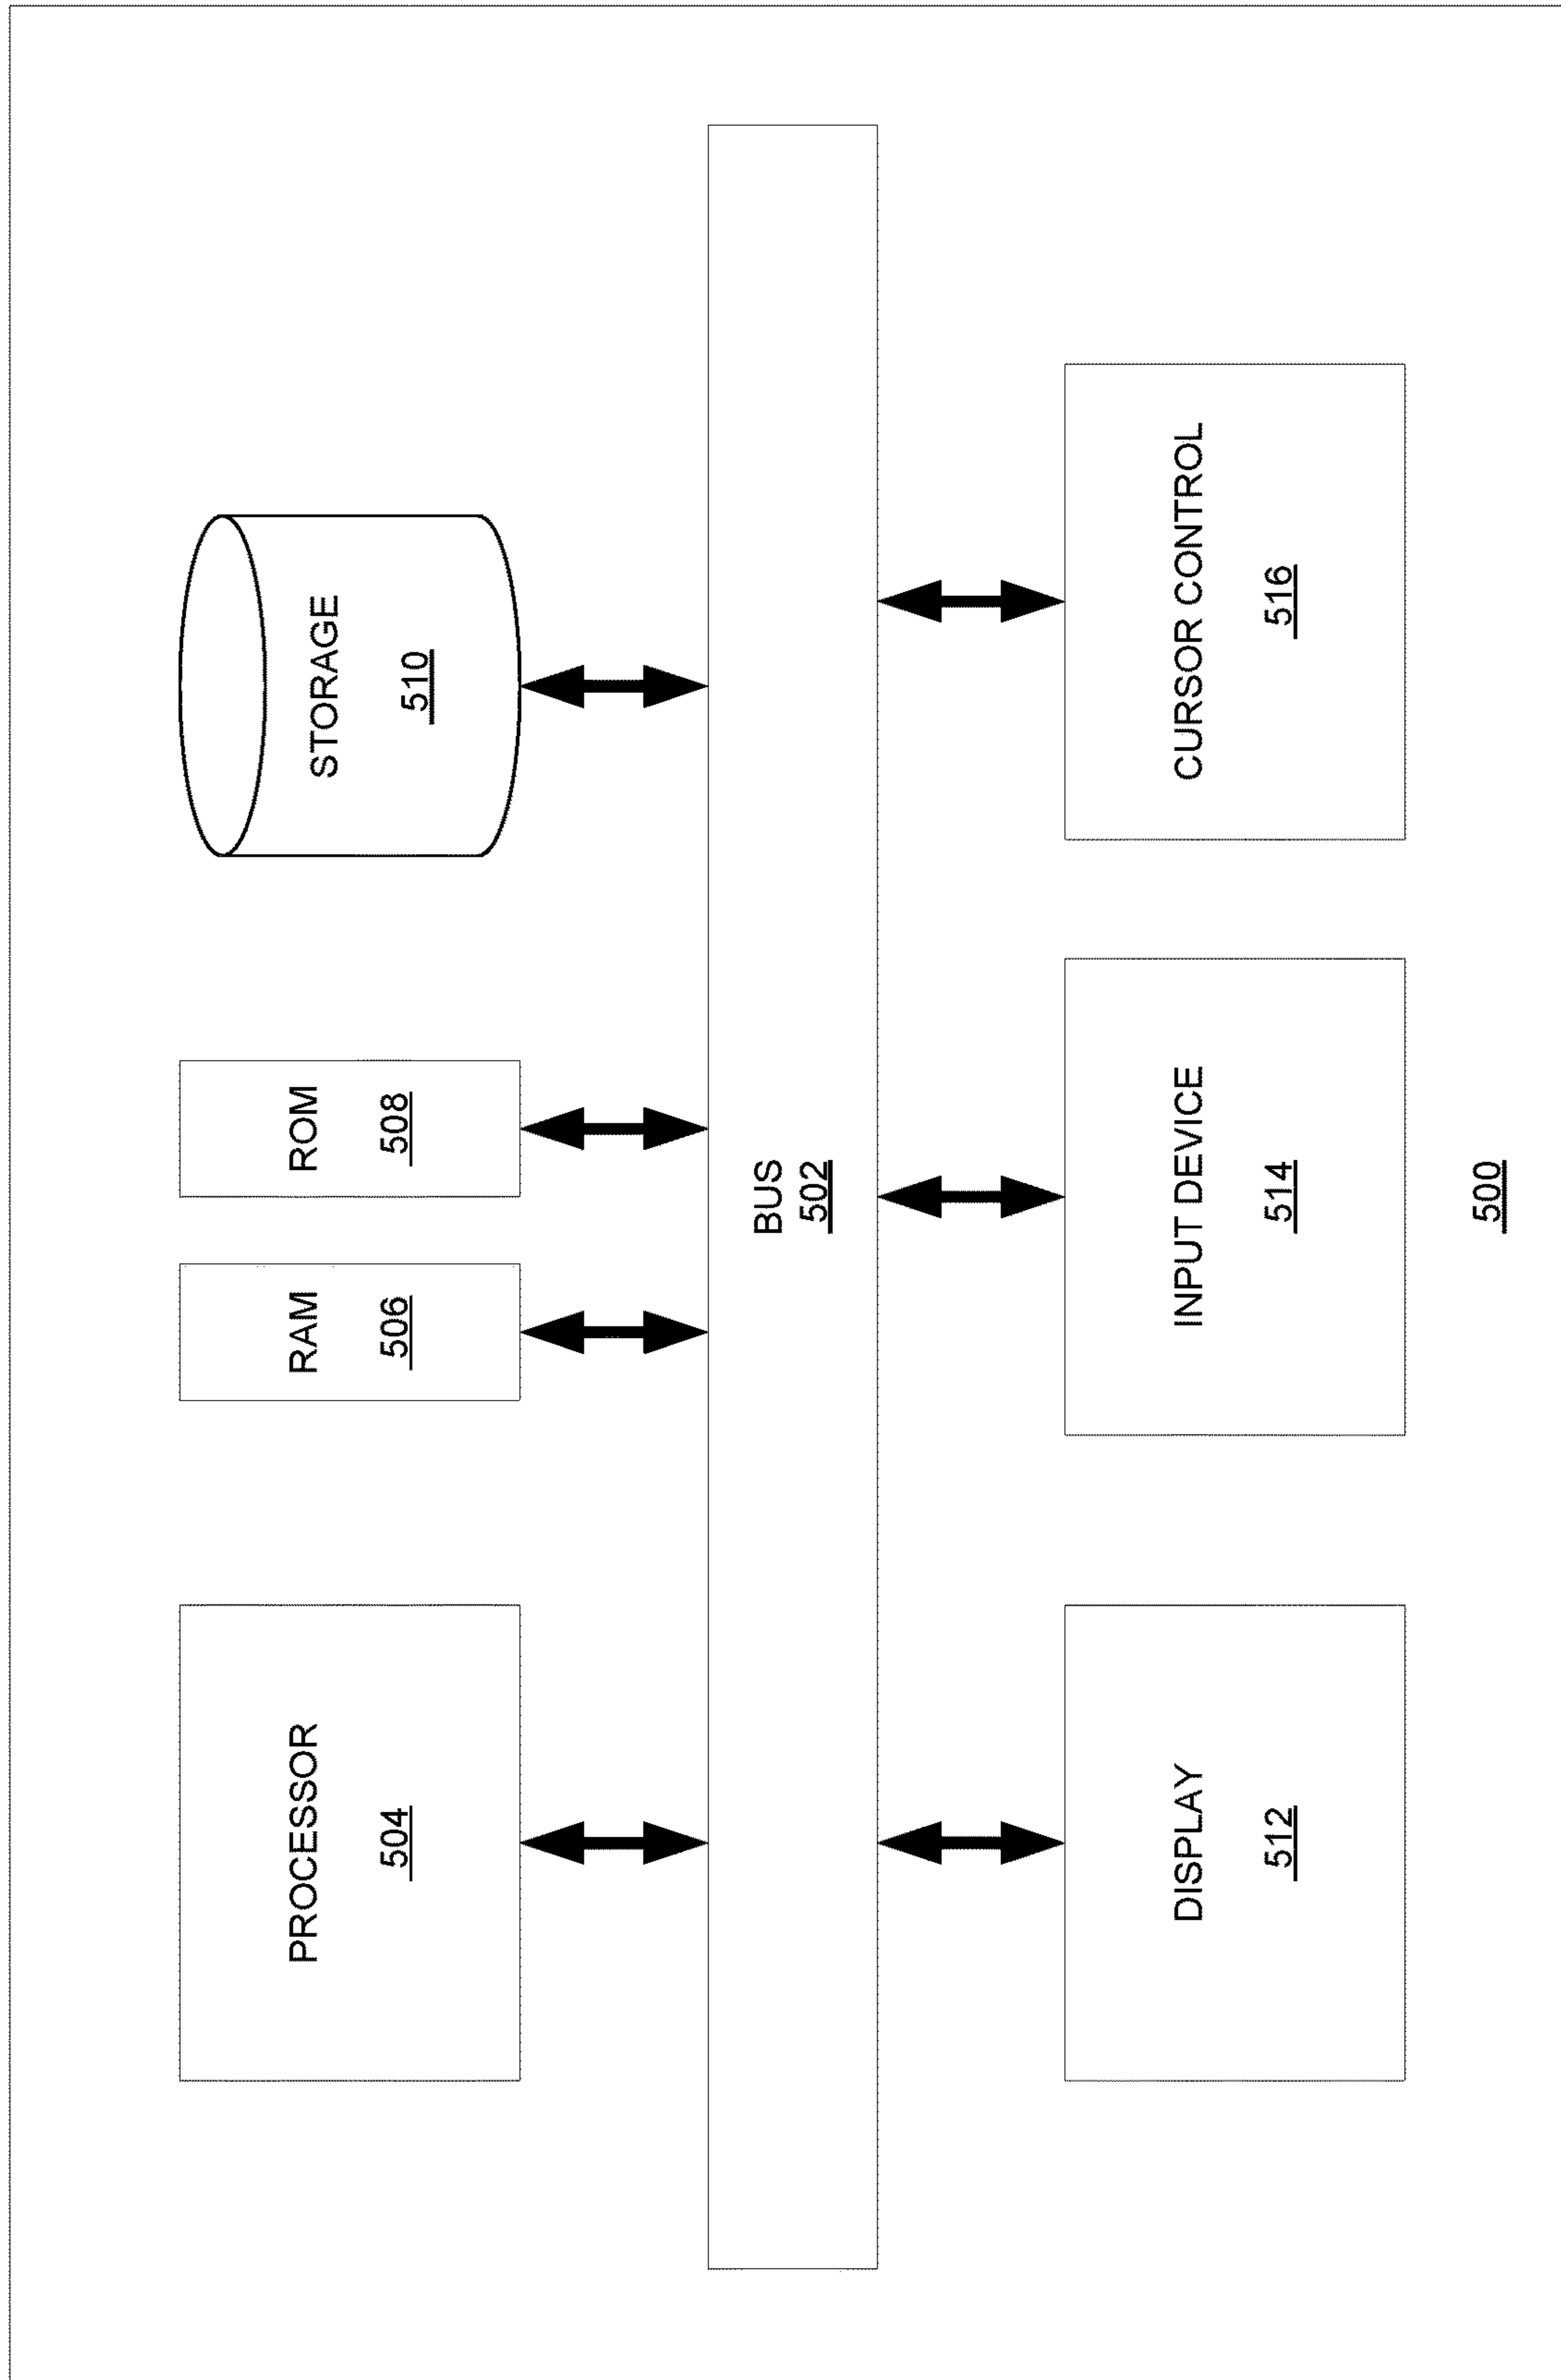 PROCESSOR
504
RAM
506
ROM
508
STORAGE
510
BUS
502
DISPLAY
512
INPUT DEVICE
514
CURSOR CONTROL
516
500